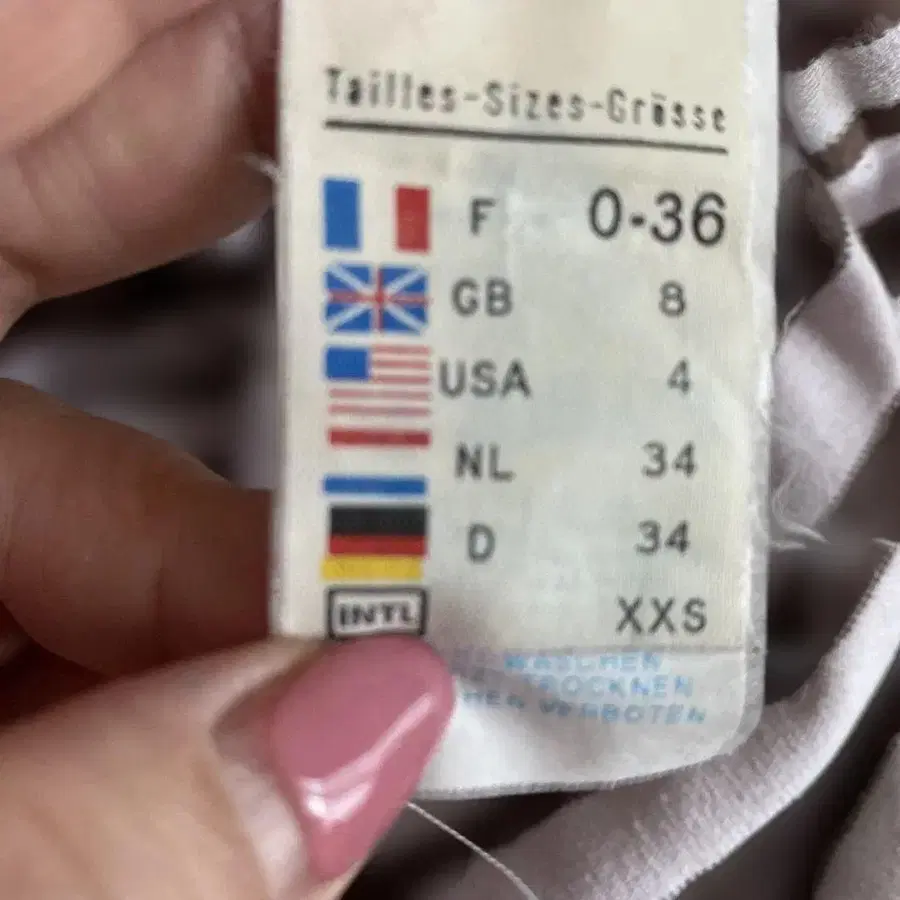 Tailles-Sizes-Grösse
F 0-36
GB 8
USA 4
NL 34
D 34
INTL XXS
WASCHEN
TROCKNEN
VERBOTEN